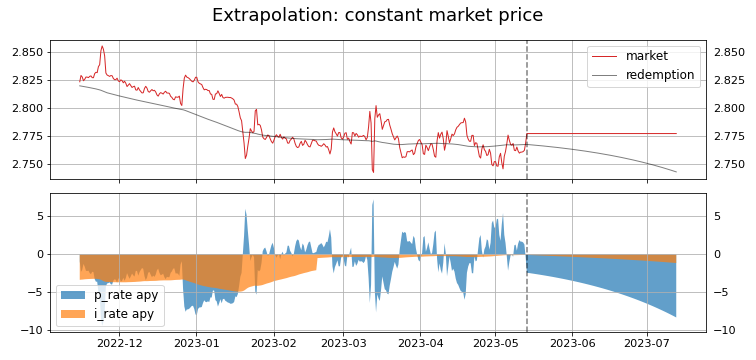 Extrapolation: constant market price
2.850 2.850
2.825 2.825
2.800 2.800
2.775 2.775
2.750 2.750
market
redemption
5 5
0 0
−5 −5
−10 −10
p_rate apy
i_rate apy
2022-12 2023-01 2023-02 2023-03 2023-04 2023-05 2023-06 2023-07